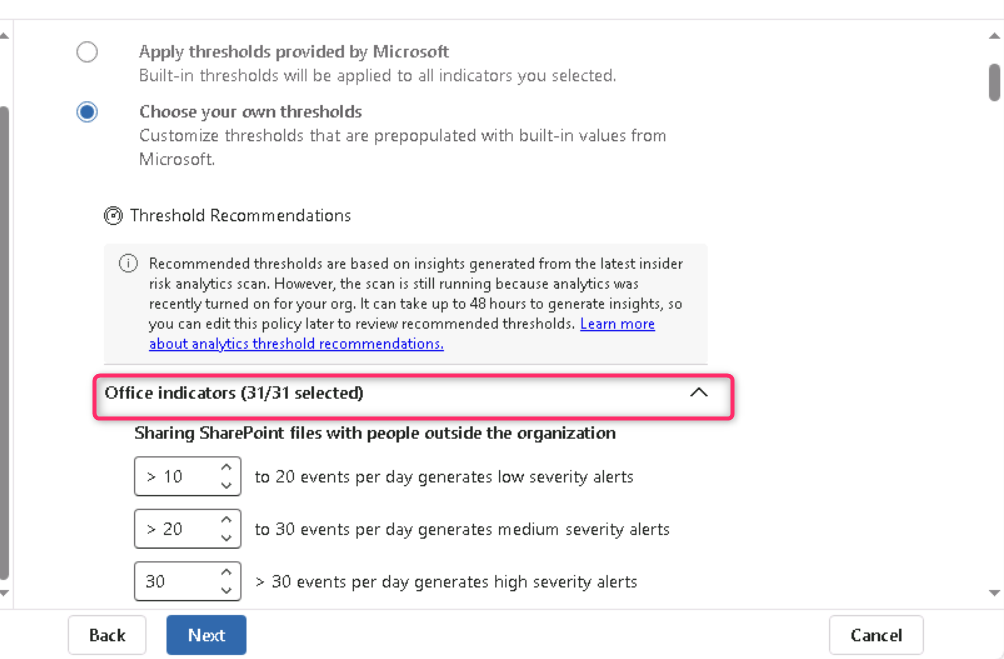 Apply thresholds provided by Microsoft
Built-in thresholds will be applied to all indicators you selected.
Choose your own thresholds
Customize thresholds that are prepopulated with built-in values from
Microsoft.
Threshold Recommendations
Recommended thresholds are based on insights generated from the latest insider
risk analytics scan. However, the scan is still running because analytics was
recently turned on for your org. It can take up to 48 hours to generate insights, so
you can edit this policy later to review recommended thresholds. Learn more
about analytics threshold recommendations.
Office indicators (31/31 selected)
Sharing SharePoint files with people outside the organization
> 10 to 20 events per day generates low severity alerts
> 20 to 30 events per day generates medium severity alerts
30 > 30 events per day generates high severity alerts
Back Next Cancel